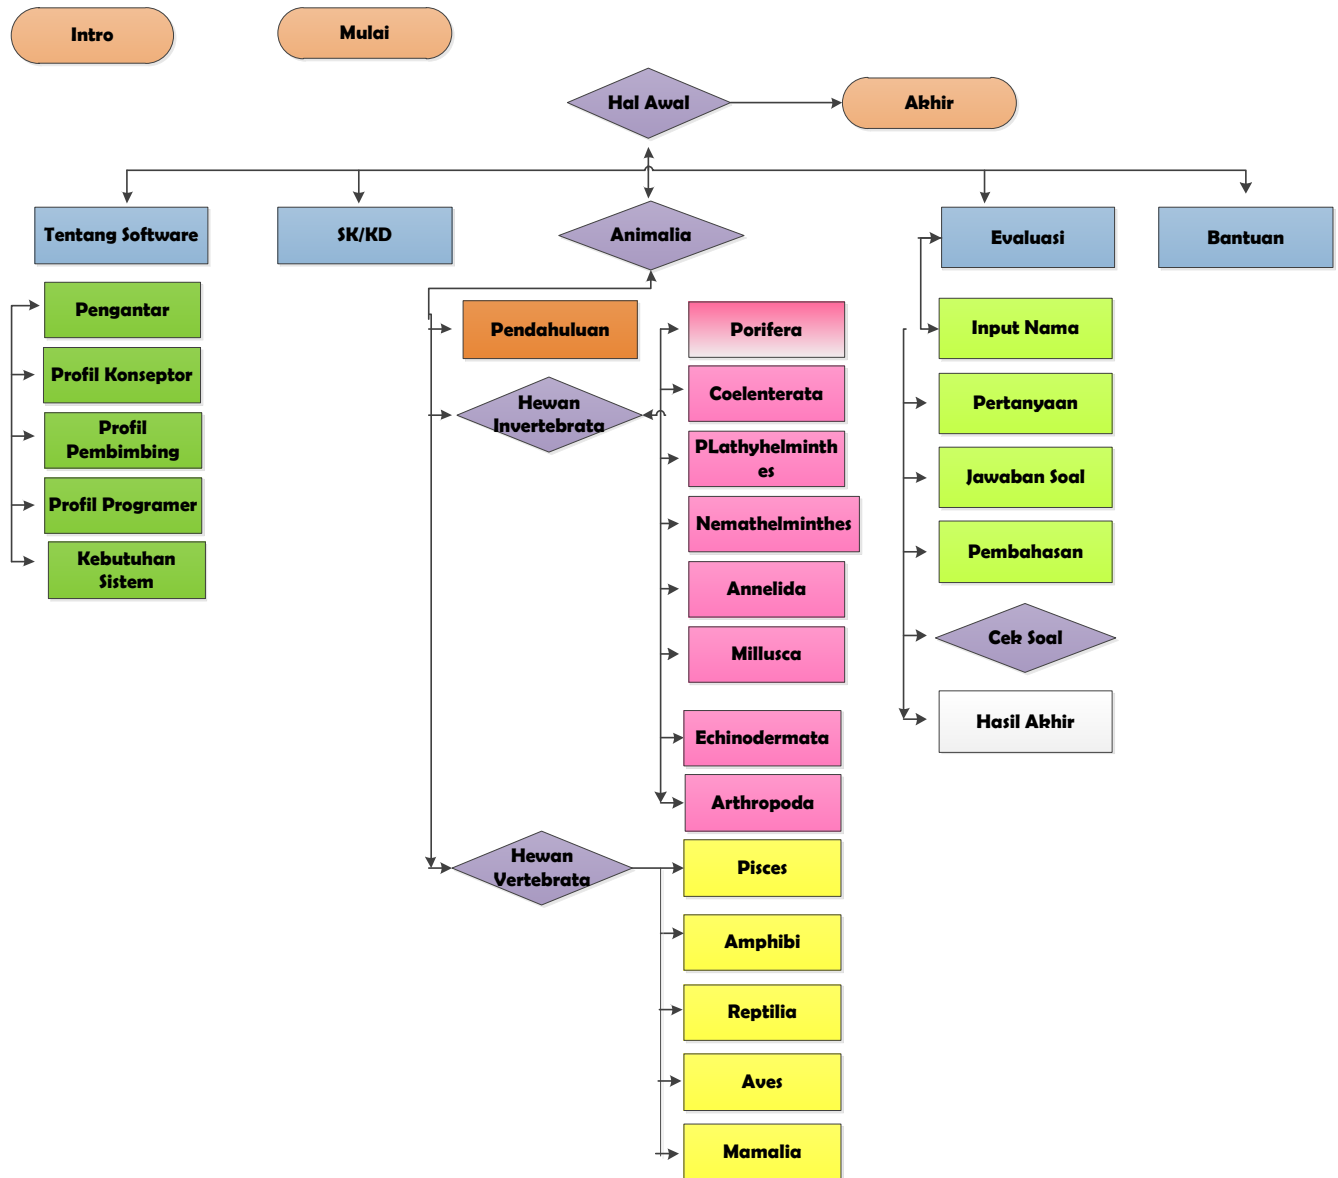 Intro
Mulai
Hal Awal
Akhir
Tentang Software
SK/KD
Animalia
Evaluasi
Bantuan
Pengantar
Profil Konseptor
Profil
Pembimbing
Profil Programer
Kebutuhan
Sistem
Pendahuluan
Hewan
Invertebrata
Porifera
Coelenterata
PLathyhelminth
es
Nemathelminthes
Annelida
Millusca
Echinodermata
Arthropoda
Hewan
Vertebrata
Pisces
Amphibi
Reptilia
Aves
Mamalia
Input Nama
Pertanyaan
Jawaban Soal
Pembahasan
Cek Soal
Hasil Akhir